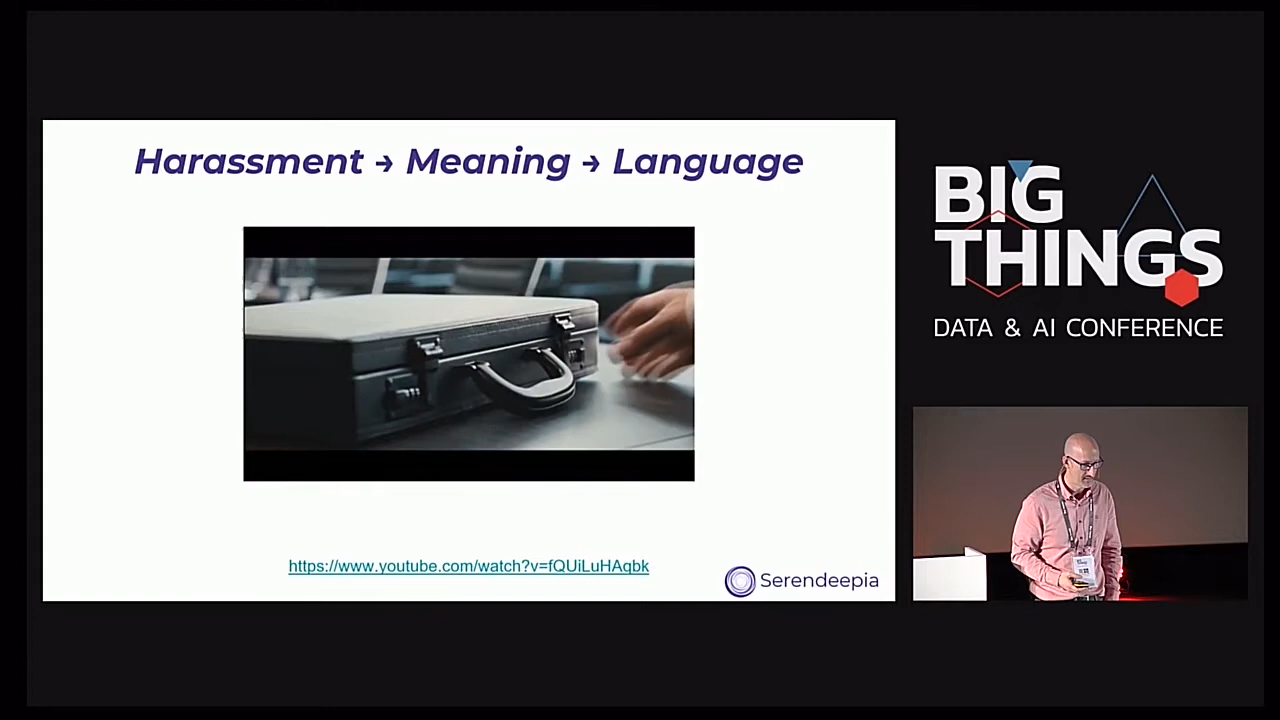 Harassment → Meaning → Language
https://www.youtube.com/watch?v=fQUiLuHAqbk
Serendeepia
BIG
THINGS
DATA & AI CONFERENCE